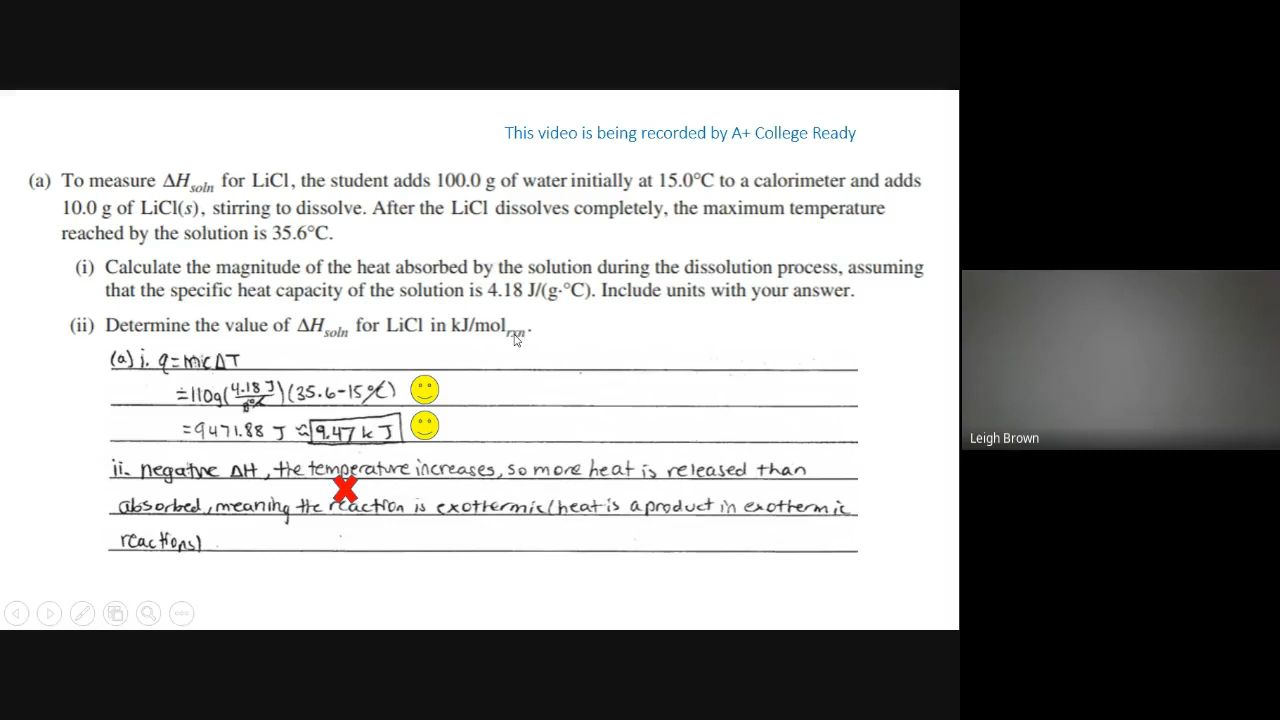 This video is being recorded by A+ College Ready
(a) To measure ΔHsoln for LiCl, the student adds 100.0 g of water initially at 15.0°C to a calorimeter and adds
10.0 g of LiCl(s), stirring to dissolve. After the LiCl dissolves completely, the maximum temperature
reached by the solution is 35.6°C.
(i) Calculate the magnitude of the heat absorbed by the solution during the dissolution process, assuming
that the specific heat capacity of the solution is 4.18 J/(g·°C). Include units with your answer.
(ii) Determine the value of ΔHsoln for LiCl in kJ/molrxn.
(a) i. q=mcΔT
=110g(4.18 J/g°C)(35.6-15°C)
=9471.88 J ≈ 9.47 kJ
ii. negative ΔH, the temperature increases, so more heat is released than
absorbed, meaning the reaction is exothermic (heat is a product in exothermic
reactions)
Leigh Brown